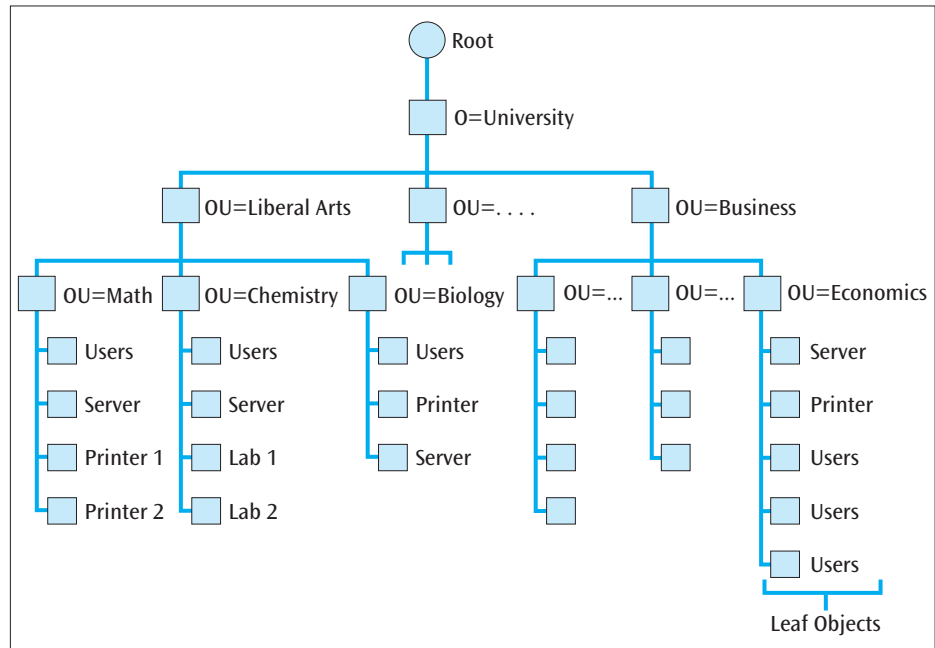 Root
O=University
OU=Liberal Arts
OU=. . . .
OU=Business
OU=Math
OU=Chemistry
OU=Biology
OU=...
OU=...
OU=Economics
Users
Server
Printer 1
Printer 2
Users
Server
Lab 1
Lab 2
Users
Printer
Server
Server
Printer
Users
Users
Users
Leaf Objects